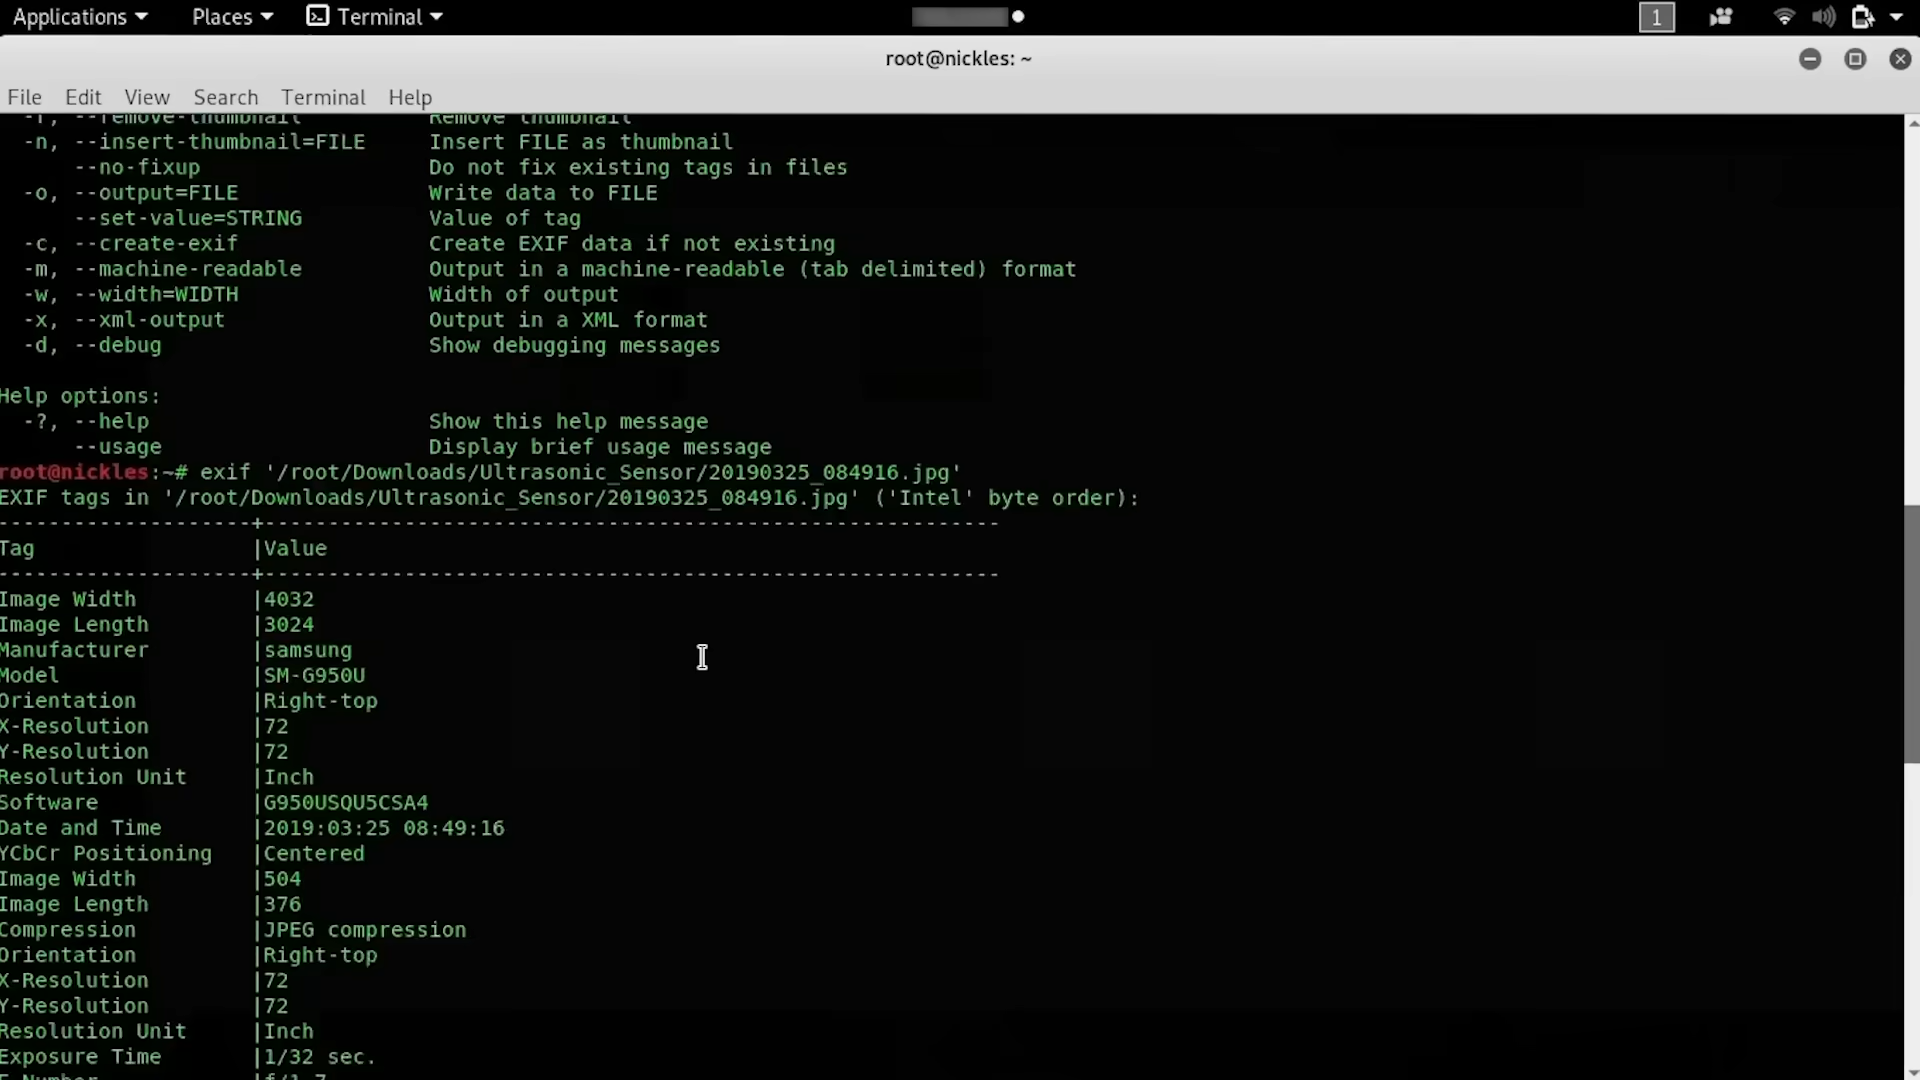 Applications Places Terminal 1
root@nickles: ~
File Edit View Search Terminal Help
-r, --remove-thumbnail Remove thumbnail
-n, --insert-thumbnail=FILE Insert FILE as thumbnail
--no-fixup Do not fix existing tags in files
-o, --output=FILE Write data to FILE
--set-value=STRING Value of tag
-c, --create-exif Create EXIF data if not existing
-m, --machine-readable Output in a machine-readable (tab delimited) format
-w, --width=WIDTH Width of output
-x, --xml-output Output in a XML format
-d, --debug Show debugging messages
Help options:
-?, --help Show this help message
--usage Display brief usage message
root@nickles:~# exif '/root/Downloads/Ultrasonic_Sensor/20190325_084916.jpg'
EXIF tags in '/root/Downloads/Ultrasonic_Sensor/20190325_084916.jpg' ('Intel' byte order):
--------------------+----------------------------------------------------------
Tag |Value
--------------------+----------------------------------------------------------
Image Width |4032
Image Length |3024
Manufacturer |samsung
Model |SM-G950U
Orientation |Right-top
X-Resolution |72
Y-Resolution |72
Resolution Unit |Inch
Software |G950USQU5CSA4
Date and Time |2019:03:25 08:49:16
YCbCr Positioning |Centered
Image Width |504
Image Length |376
Compression |JPEG compression
Orientation |Right-top
X-Resolution |72
Y-Resolution |72
Resolution Unit |Inch
Exposure Time |1/32 sec.
F-Number |f/1.7